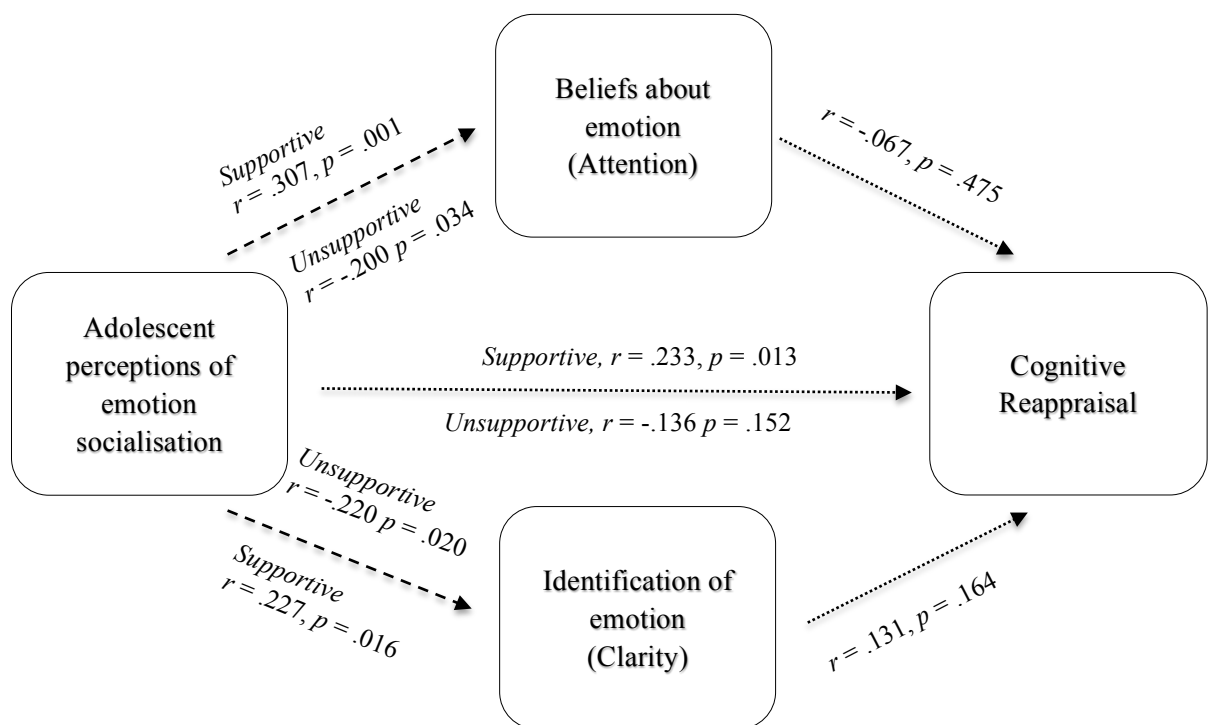 Beliefs about
emotion
(Attention)
Supportive
r = .307, p = .001
Unsupportive
r = -.200 p = .034
r = -.067, p = .475
Adolescent
perceptions of
emotion
socialisation
Supportive, r = .233, p = .013
Unsupportive, r = -.136 p = .152
Cognitive
Reappraisal
Unsupportive
r = -.220 p = .020
Supportive
r = .227, p = .016
Identification of
emotion
(Clarity)
r = .131, p = .164